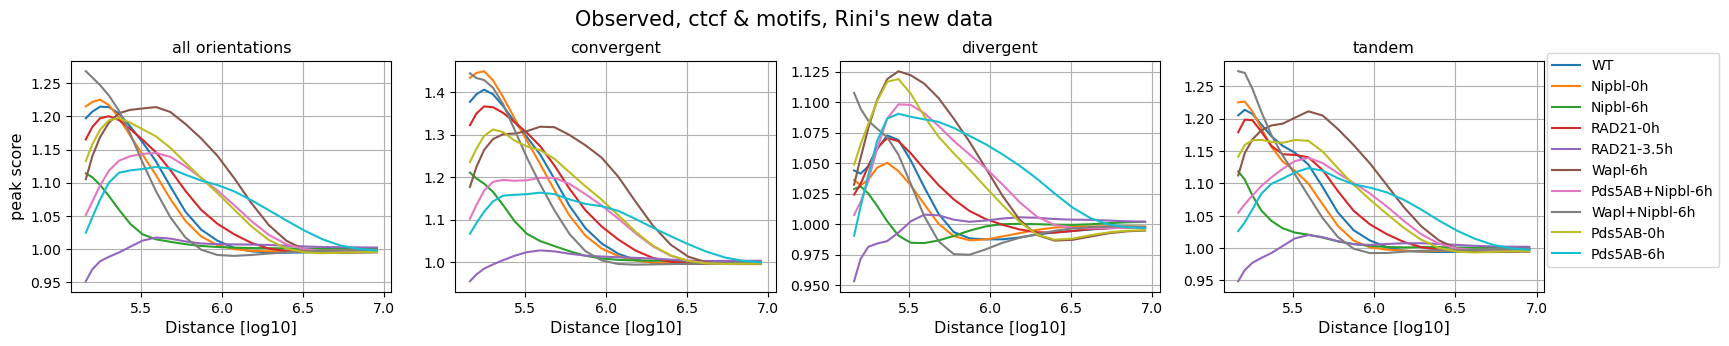 Observed, ctcf & motifs, Rini's new data
all orientations
convergent
divergent
tandem
peak score
1.25
1.20
1.15
1.10
1.05
1.00
0.95
5.5
6.0
6.5
7.0
Distance [log10]
1.4
1.3
1.2
1.1
1.0
5.5
6.0
6.5
7.0
Distance [log10]
1.125
1.100
1.075
1.050
1.025
1.000
0.975
0.950
5.5
6.0
6.5
7.0
Distance [log10]
1.25
1.20
1.15
1.10
1.05
1.00
0.95
5.5
6.0
6.5
7.0
Distance [log10]
WT
Nipbl-0h
Nipbl-6h
RAD21-0h
RAD21-3.5h
Wapl-6h
Pds5AB+Nipbl-6h
Wapl+Nipbl-6h
Pds5AB-0h
Pds5AB-6h